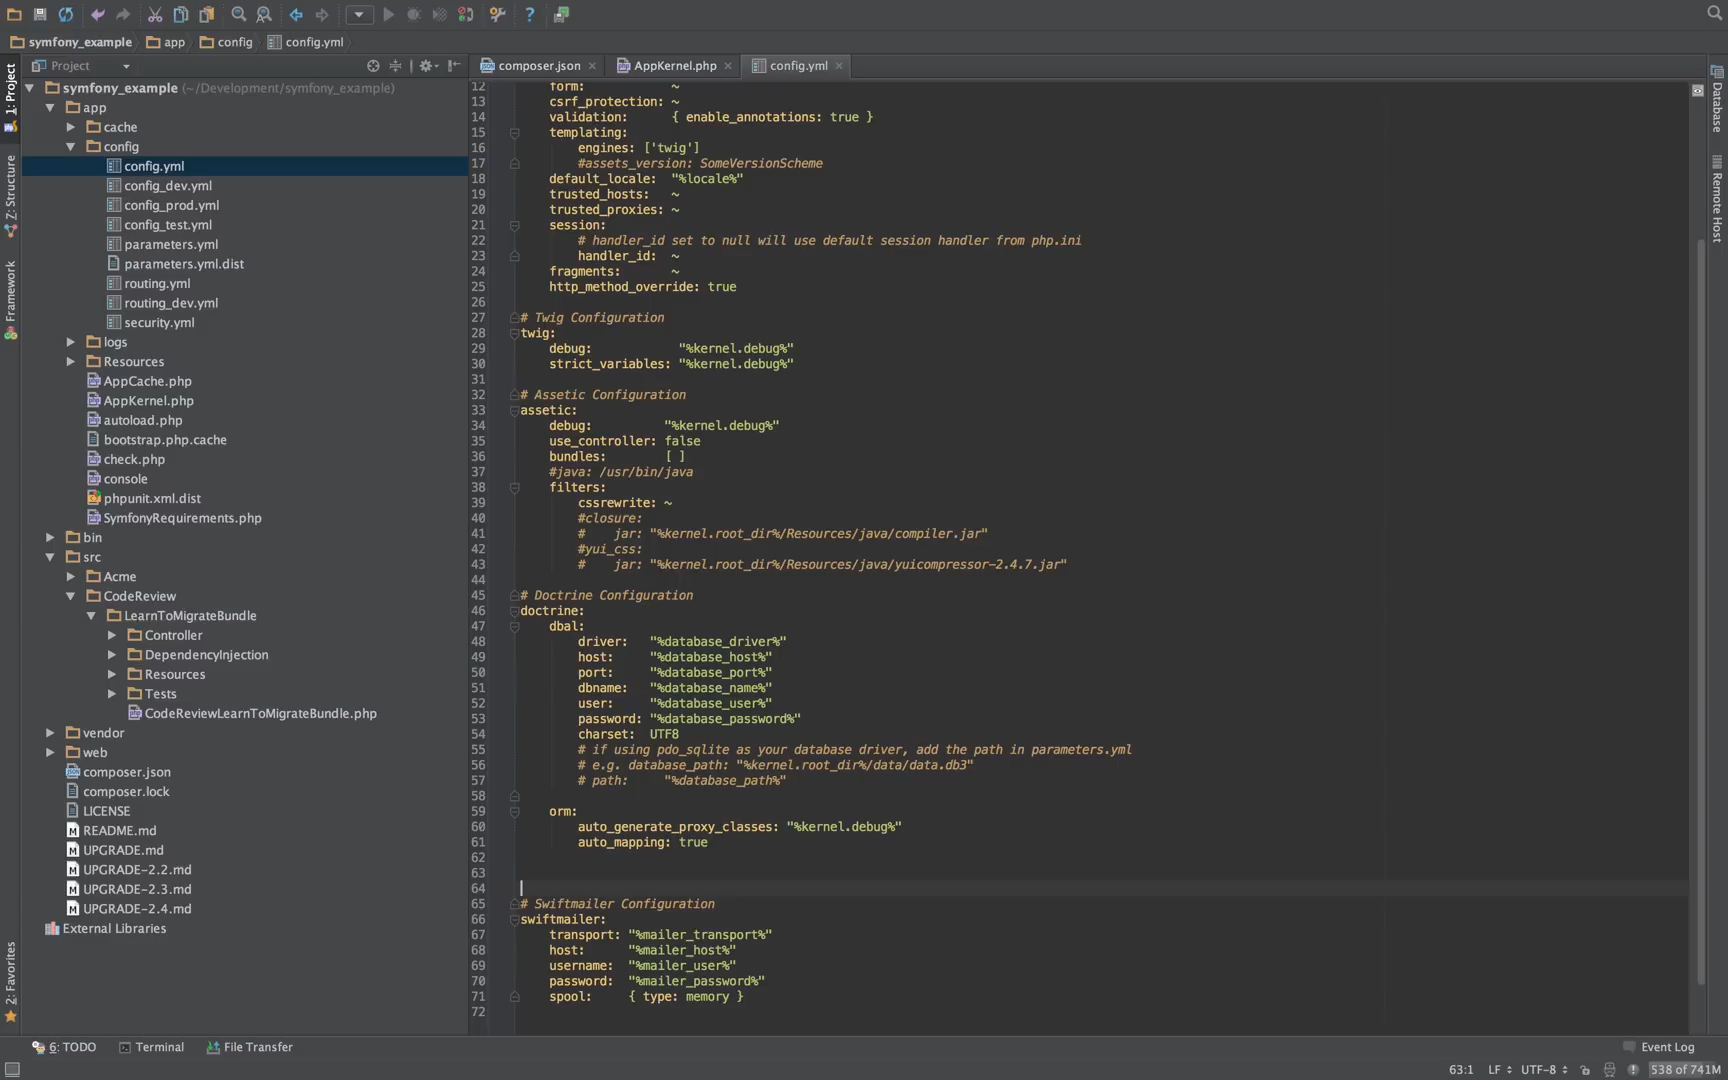 symfony_example app config config.yml
1: Project
Z: Structure
Framework
2: Favorites
Project
symfony_example (~/Development/symfony_example)
app
cache
config
config.yml
config_dev.yml
config_prod.yml
config_test.yml
parameters.yml
parameters.yml.dist
routing.yml
routing_dev.yml
security.yml
logs
Resources
AppCache.php
AppKernel.php
autoload.php
bootstrap.php.cache
check.php
console
phpunit.xml.dist
SymfonyRequirements.php
bin
src
Acme
CodeReview
LearnToMigrateBundle
Controller
DependencyInjection
Resources
Tests
CodeReviewLearnToMigrateBundle.php
vendor
web
composer.json
composer.lock
LICENSE
README.md
UPGRADE.md
UPGRADE-2.2.md
UPGRADE-2.3.md
UPGRADE-2.4.md
External Libraries
composer.json AppKernel.php config.yml
12 form: ~
13 csrf_protection: ~
14 validation: { enable_annotations: true }
15 templating:
16 engines: ['twig']
17 #assets_version: SomeVersionScheme
18 default_locale: "%locale%"
19 trusted_hosts: ~
20 trusted_proxies: ~
21 session:
22 # handler_id set to null will use default session handler from php.ini
23 handler_id: ~
24 fragments: ~
25 http_method_override: true
26
27 # Twig Configuration
28 twig:
29 debug: "%kernel.debug%"
30 strict_variables: "%kernel.debug%"
31
32 # Assetic Configuration
33 assetic:
34 debug: "%kernel.debug%"
35 use_controller: false
36 bundles: [ ]
37 #java: /usr/bin/java
38 filters:
39 cssrewrite: ~
40 #closure:
41 # jar: "%kernel.root_dir%/Resources/java/compiler.jar"
42 #yui_css:
43 # jar: "%kernel.root_dir%/Resources/java/yuicompressor-2.4.7.jar"
44
45 # Doctrine Configuration
46 doctrine:
47 dbal:
48 driver: "%database_driver%"
49 host: "%database_host%"
50 port: "%database_port%"
51 dbname: "%database_name%"
52 user: "%database_user%"
53 password: "%database_password%"
54 charset: UTF8
55 # if using pdo_sqlite as your database driver, add the path in parameters.yml
56 # e.g. database_path: "%kernel.root_dir%/data/data.db3"
57 # path: "%database_path%"
58
59 orm:
60 auto_generate_proxy_classes: "%kernel.debug%"
61 auto_mapping: true
62
63
64
65 # Swiftmailer Configuration
66 swiftmailer:
67 transport: "%mailer_transport%"
68 host: "%mailer_host%"
69 username: "%mailer_user%"
70 password: "%mailer_password%"
71 spool: { type: memory }
72
Database
Remote Host
6: TODO Terminal File Transfer Event Log
63:1 LF UTF-8 538 of 741M